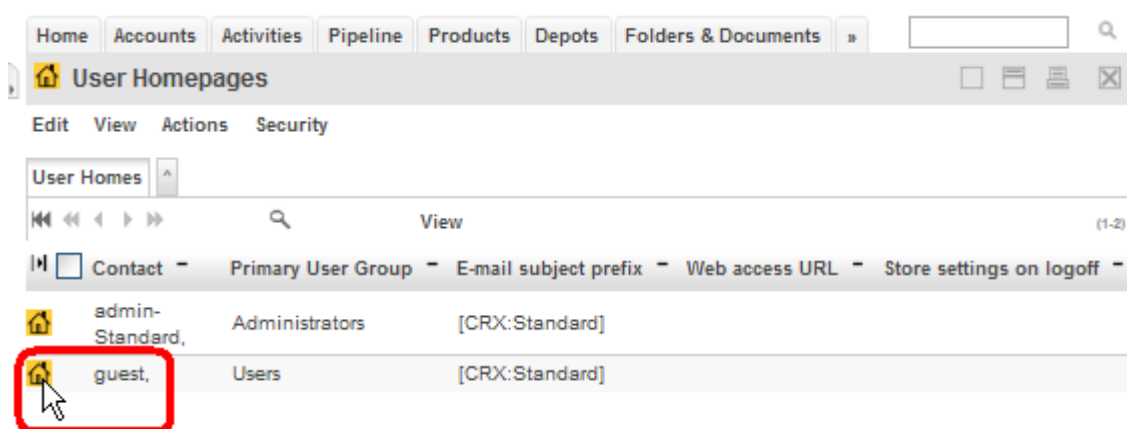 Home Accounts Activities Pipeline Products Depots Folders & Documents »
User Homepages
Edit View Actions Security
User Homes ^
View (1-2)
Contact Primary User Group E-mail subject prefix Web access URL Store settings on logoff
admin-Standard, Administrators [CRX:Standard]
guest, Users [CRX:Standard]